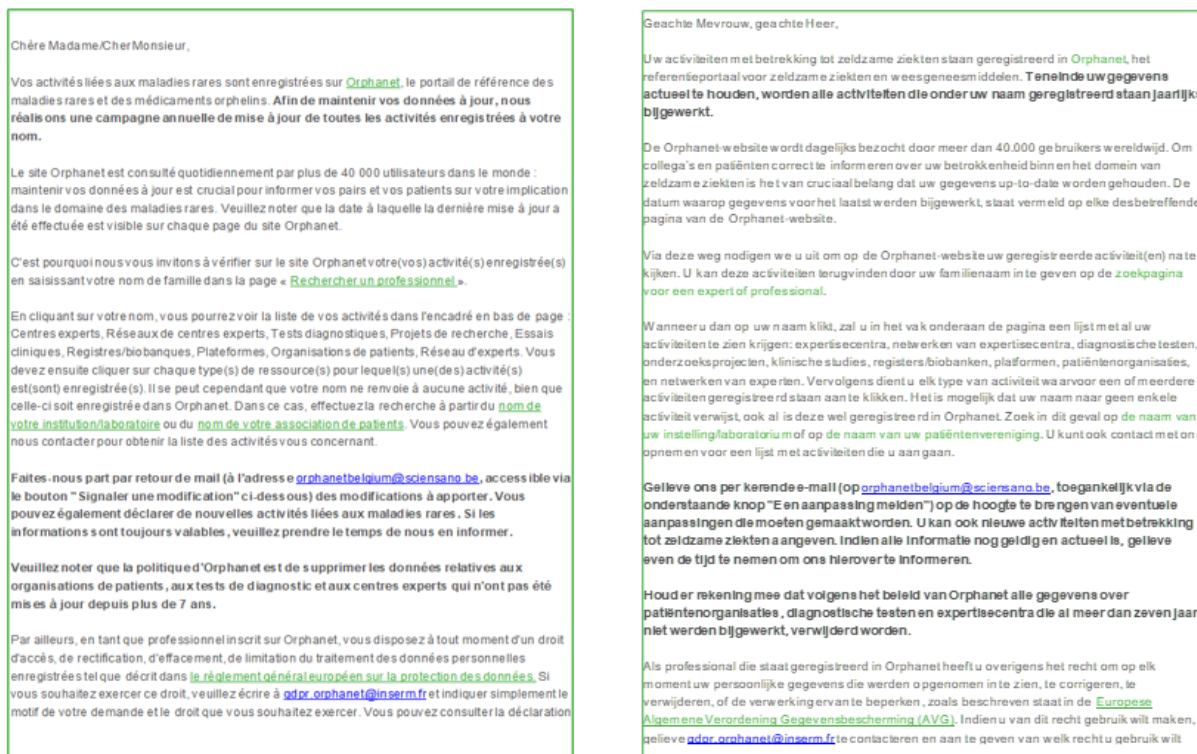 Chère Madame/Cher Monsieur,
Vos activités liées aux maladies rares sont enregistrées sur Orphanet, le portail de référence des
maladies rares et des médicaments orphelins. Afin de maintenir vos données à jour, nous
réalisons une campagne annuelle de mise à jour de toutes les activités enregistrées à votre
nom.
Le site Orphanet est consulté quotidiennement par plus de 40 000 utilisateurs dans le monde :
maintenir vos données à jour est crucial pour informer vos pairs et vos patients sur votre implication
dans le domaine des maladies rares. Veuillez noter que la date à laquelle la dernière mise à jour a
été effectuée est visible sur chaque page du site Orphanet.
C'est pourquoi nous vous invitons à vérifier sur le site Orphanet votre(vos) activité(s) enregistrée(s)
en saisissant votre nom de famille dans la page « Rechercher un professionnel ».
En cliquant sur votre nom, vous pourrez voir la liste de vos activités dans l'encadré en bas de page :
Centres experts, Réseaux de centres experts, Tests diagnostiques, Projets de recherche, Essais
cliniques, Registres/biobanques, Plateformes, Organisations de patients, Réseau d'experts. Vous
devez ensuite cliquer sur chaque type(s) de ressource(s) pour lequel(s) une(des) activité(s)
est(sont) enregistrée(s). Il se peut cependant que votre nom ne renvoie à aucune activité, bien que
celle-ci soit enregistrée dans Orphanet. Dans ce cas, effectuez la recherche à partir du nom de
votre institution/laboratoire ou du nom de votre association de patients. Vous pouvez également
nous contacter pour obtenir la liste des activités vous concernant.
Faites-nous part par retour de mail (à l'adresse orphanetbelgium@sciensano.be, accessible via
le bouton "Signaler une modification" ci-dessous) des modifications à apporter. Vous
pouvez également déclarer de nouvelles activités liées aux maladies rares. Si les
informations sont toujours valables, veuillez prendre le temps de nous en informer.
Veuillez noter que la politique d'Orphanet est de supprimer les données relatives aux
organisations de patients, aux tests de diagnostic et aux centres experts qui n'ont pas été
mises à jour depuis plus de 7 ans.
Par ailleurs, en tant que professionnel inscrit sur Orphanet, vous disposez à tout moment d'un droit
d'accès, de rectification, d'effacement, de limitation du traitement des données personnelles
enregistrées tel que décrit dans le règlement général européen sur la protection des données. Si
vous souhaitez exercer ce droit, veuillez écrire à gdpr.orphanet@inserm.fr et indiquer simplement le
motif de votre demande et le droit que vous souhaitez exercer. Vous pouvez consulter la déclaration
Geachte Mevrouw, geachte Heer,
Uw activiteiten met betrekking tot zeldzame ziekten staan geregistreerd in Orphanet, het
referentieportaal voor zeldzame ziekten en weesgeneesmiddelen. Teneinde uw gegevens
actueel te houden, worden alle activiteiten die onder uw naam geregistreerd staan jaarlijks
bijgewerkt.
De Orphanet-website wordt dagelijks bezocht door meer dan 40.000 gebruikers wereldwijd. Om
collega's en patiënten correct te informeren over uw betrokkenheid binnen het domein van
zeldzame ziekten is het van cruciaal belang dat uw gegevens up-to-date worden gehouden. De
datum waarop gegevens voor het laatst werden bijgewerkt, staat vermeld op elke desbetreffende
pagina van de Orphanet-website.
Via deze weg nodigen we u uit om op de Orphanet-website uw geregistreerde activiteit(en) na te
kijken. U kan deze activiteiten terugvinden door uw familienaam in te geven op de zoekpagina
voor een expert of professional.
Wanneer u dan op uw naam klikt, zal u in het vak onderaan de pagina een lijst met al uw
activiteiten te zien krijgen: expertisecentra, netwerken van expertisecentra, diagnostische testen,
onderzoeksprojecten, klinische studies, registers/biobanken, platformen, patiëntenorganisaties,
en netwerken van experten. Vervolgens dient u elk type van activiteit waarvoor een of meerdere
activiteiten geregistreerd staan aan te klikken. Het is mogelijk dat uw naam naar geen enkele
activiteit verwijst, ook al is deze wel geregistreerd in Orphanet. Zoek in dit geval op de naam van
uw instelling/laboratorium of op de naam van uw patiëntenvereniging. U kunt ook contact met ons
opnemen voor een lijst met activiteiten die u aangaan.
Gelieve ons per kerende e-mail (op orphanetbelgium@sciensano.be, toegankelijk via de
onderstaande knop "Een aanpassing melden") op de hoogte te brengen van eventuele
aanpassingen die moeten gemaakt worden. U kan ook nieuwe activiteiten met betrekking
tot zeldzame ziekten aangeven. Indien alle informatie nog geldig en actueel is, gelieve
even de tijd te nemen om ons hierover te informeren.
Houd er rekening mee dat volgens het beleid van Orphanet alle gegevens over
patiëntenorganisaties, diagnostische testen en expertisecentra die al meer dan zeven jaar
niet werden bijgewerkt, verwijderd worden.
Als professional die staat geregistreerd in Orphanet heeft u overigens het recht om op elk
moment uw persoonlijke gegevens die werden opgenomen in te zien, te corrigeren, te
verwijderen, of de verwerking ervan te beperken, zoals beschreven staat in de Europese
Algemene Verordening Gegevensbescherming (AVG). Indien u van dit recht gebruik wilt maken,
gelieve gdpr.orphanet@inserm.fr te contacteren en aan te geven van welk recht u gebruik wilt